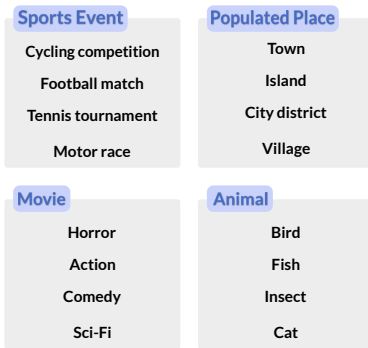 Sports Event
Cycling competition
Football match
Tennis tournament
Motor race
Populated Place
Town
Island
City district
Village
Movie
Horror
Action
Comedy
Sci-Fi
Animal
Bird
Fish
Insect
Cat